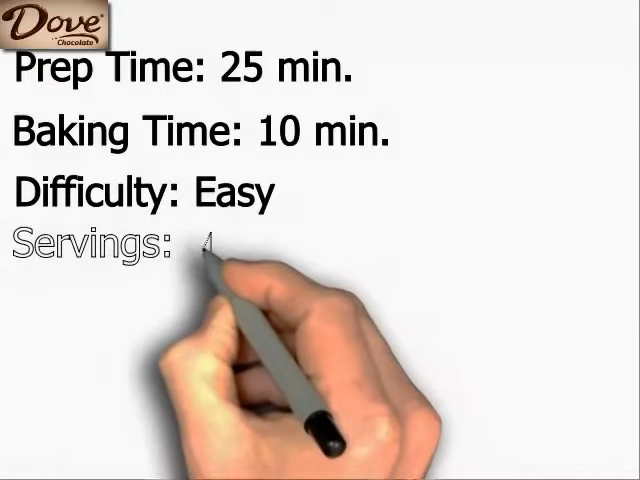 Dove
Chocolate
Prep Time: 25 min.
Baking Time: 10 min.
Difficulty: Easy
Servings: